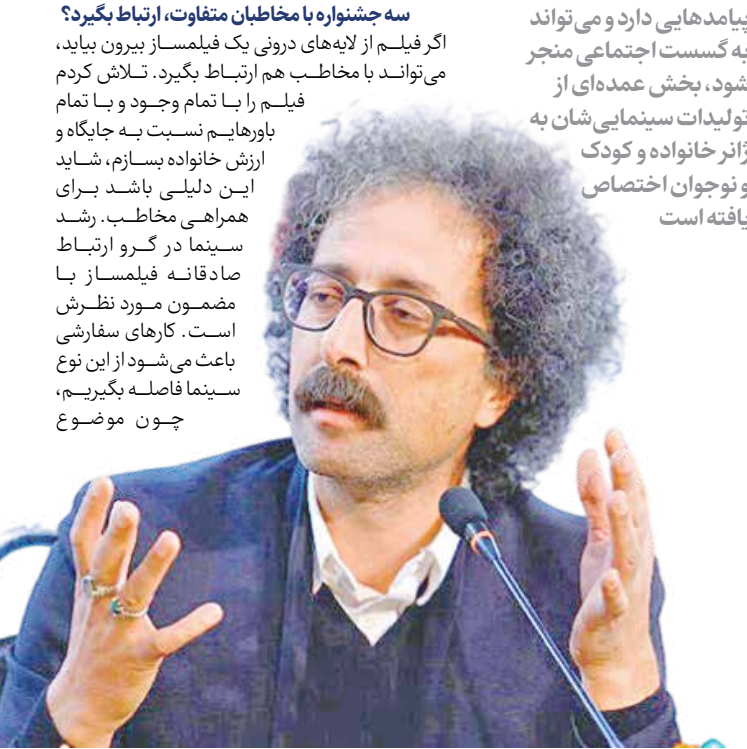 پیامدهایی دارد و می‌تواند
به گسست اجتماعی منجر
شود، بخش عمده‌ای از
تولیدات سینمایی‌شان به
ژانر خانواده و کودک
و نوجوان اختصاص
یافته است
سه جشنواره با مخاطبان متفاوت، ارتباط بگیرد؟
اگر فیلم از لایه‌های درونی یک فیلمساز بیرون بیاید،
می‌تواند با مخاطب هم ارتباط بگیرد. تلاش کردم
فیلم را با تمام وجود و با تمام
باورهایم نسبت به جایگاه و
ارزش خانواده بسازم، شاید
این دلیلی باشد برای
همراهی مخاطب. رشد
سینما در گرو ارتباط
صادقانه فیلمساز با
مضمون مورد نظرش
است. کارهای سفارشی
باعث می‌شود از این نوع
سینما فاصله بگیریم،
چون موضوع